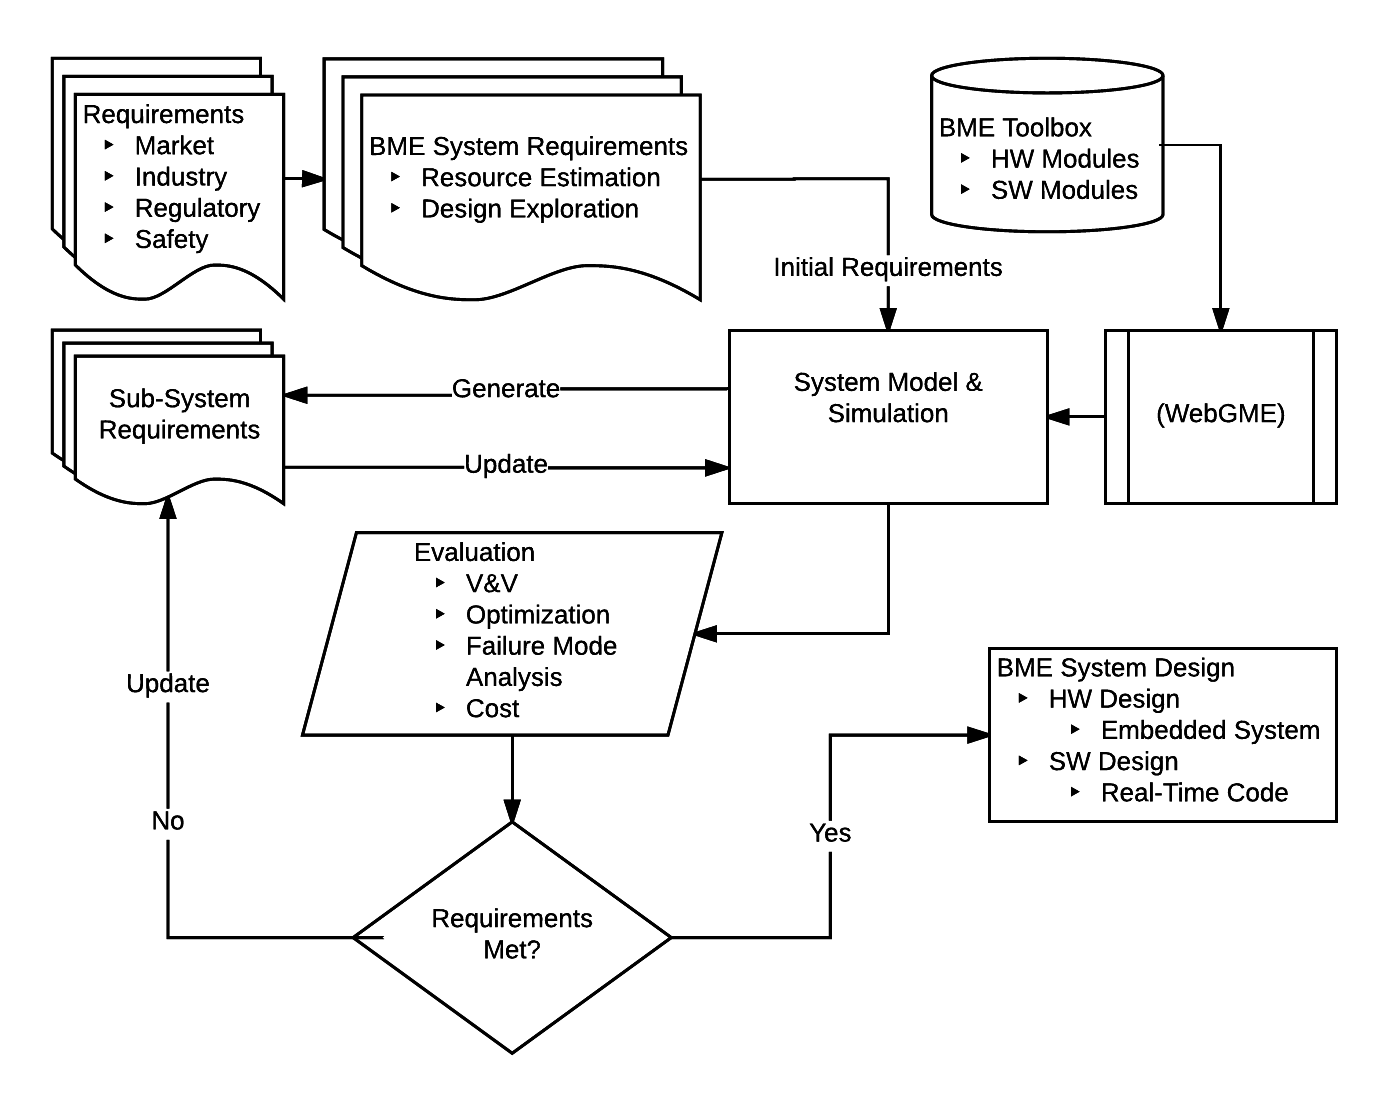 Requirements
‣ Market
‣ Industry
‣ Regulatory
‣ Safety
BME System Requirements
‣ Resource Estimation
‣ Design Exploration
BME Toolbox
‣ HW Modules
‣ SW Modules
Initial Requirements
Sub-System
Requirements
Generate
Update
System Model &
Simulation
(WebGME)
Evaluation
‣ V&V
‣ Optimization
‣ Failure Mode
Analysis
‣ Cost
Update
No
Requirements
Met?
Yes
BME System Design
‣ HW Design
‣ Embedded System
‣ SW Design
‣ Real-Time Code